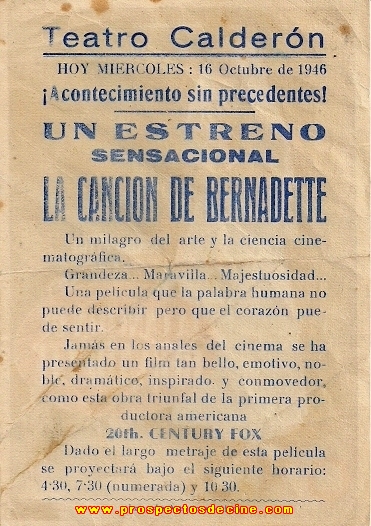 Teatro Calderón
HOY MIERCOLES: 16 Octubre de 1946
¡Acontecimiento sin precedentes!
UN ESTRENO
SENSACIONAL
LA CANCION DE BERNADETTE
Un milagro del arte y la ciencia cine-
matográfica.
Grandeza... Maravilla... Majestuosidad...
Una película que la palabra humana no
puede describir pero que el corazón pue-
de sentir.
Jamás en los anales del cinema se ha
presentado un film tan bello, emotivo, no-
ble, dramático, inspirado y conmovedor,
como esta obra triunfal de la primera pro-
ductora americana
20th. CENTURY FOX
Dado el largo metraje de esta película
se proyectará bajo el siguiente horario:
4·30, 7·30 (numerada) y 10·30.
www.prospectosdecine.com